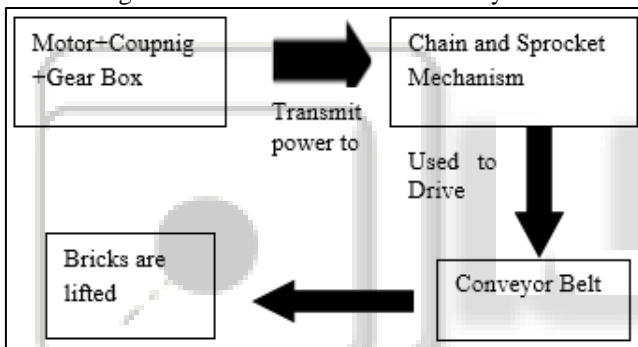 Motor+Coupnig
+Gear Box
Transmit
power to
Chain and Sprocket
Mechanism
Used to
Drive
Conveyor Belt
Bricks are
lifted